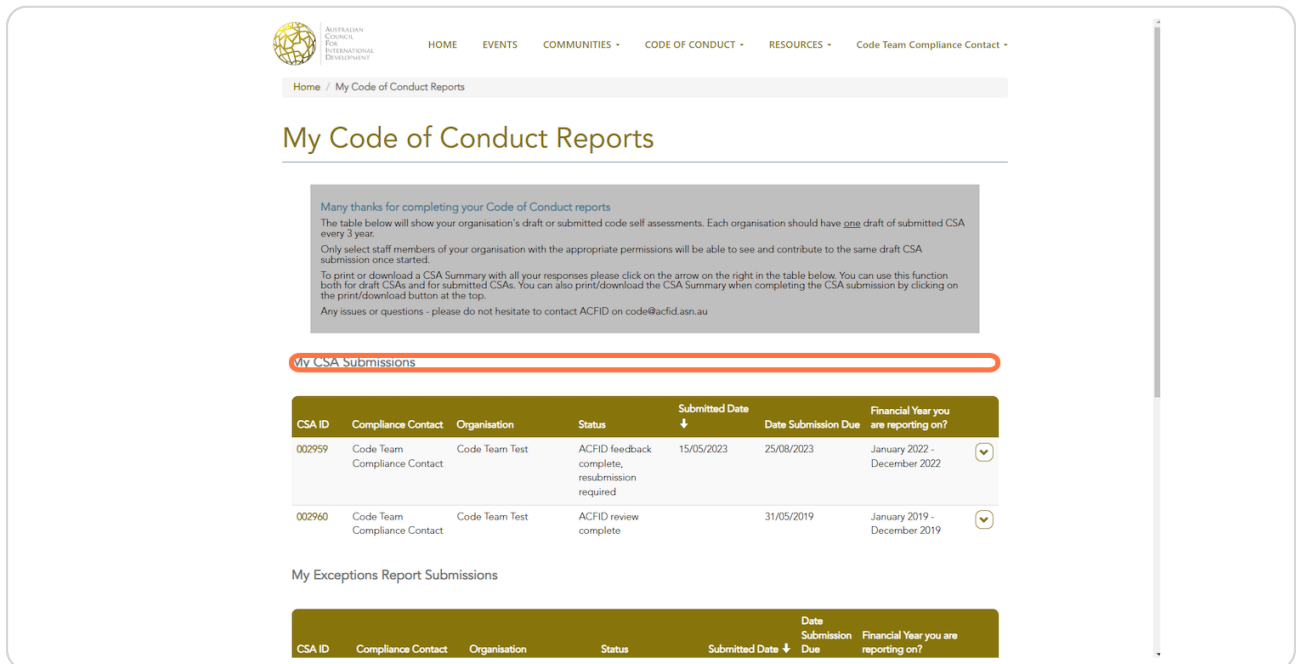 AUSTRALIAN
COUNCIL
FOR
INTERNATIONAL
DEVELOPMENT
HOME EVENTS COMMUNITIES CODE OF CONDUCT RESOURCES Code Team Compliance Contact
Home / My Code of Conduct Reports
My Code of Conduct Reports
Many thanks for completing your Code of Conduct reports
The table below will show your organisation's draft or submitted code self assessments. Each organisation should have one draft of submitted CSA
every 3 year.
Only select staff members of your organisation with the appropriate permissions will be able to see and contribute to the same draft CSA
submission once started.
To print or download a CSA Summary with all your responses please click on the arrow on the right in the table below. You can use this function
both for draft CSAs and for submitted CSAs. You can also print/download the CSA Summary when completing the CSA submission by clicking on
the print/download button at the top.
Any issues or questions - please do not hesitate to contact ACFID on code@acfid.asn.au
My CSA Submissions
Submitted Date Financial Year you
CSA ID Compliance Contact Organisation Status Date Submission Due are reporting on?
002959 Code Team Code Team Test ACFID feedback 15/05/2023 25/08/2023 January 2022 -
Compliance Contact complete, December 2022
resubmission
required
002960 Code Team Code Team Test ACFID review 31/05/2019 January 2019 -
Compliance Contact complete December 2019
My Exceptions Report Submissions
Date
Submission Financial Year you are
CSA ID Compliance Contact Organisation Status Submitted Date Due reporting on?